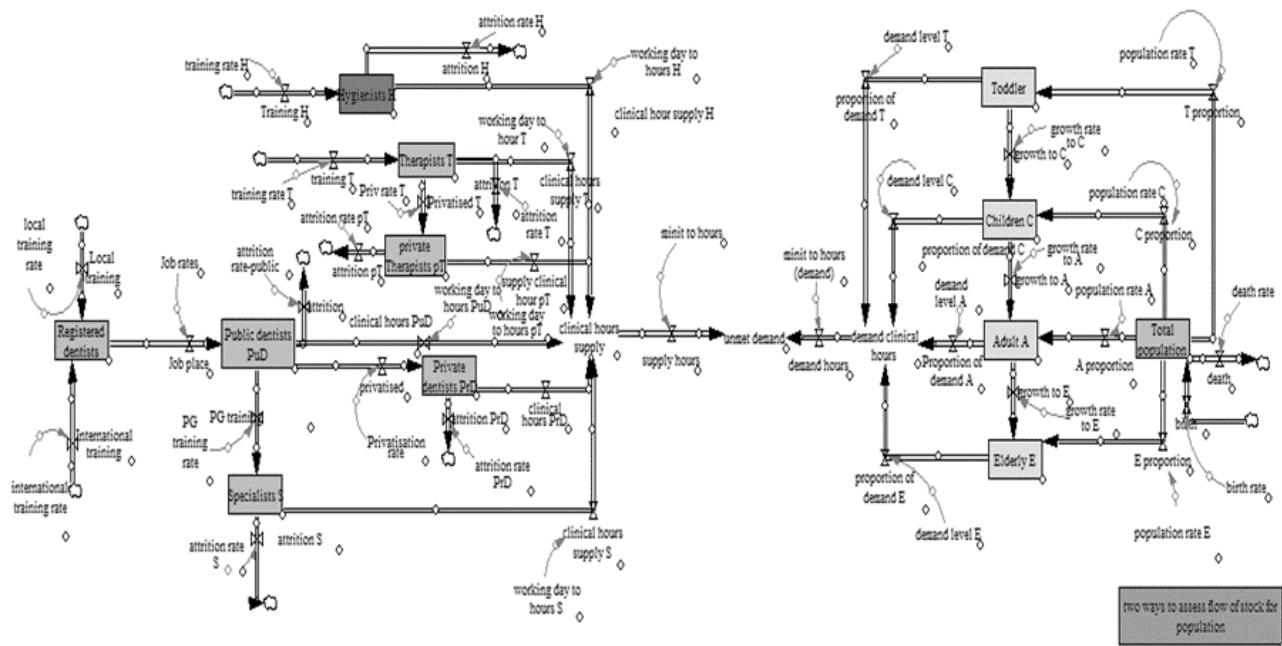 attrition rate H
attrition H
training rate H
Training H
Hygienists H
working day to
hours H
clinical hour supply H
working day to
hour T
Therapists T
training T
training rate T
Priv rate T
Privatised T
attrition T
attrition
rate T
clinical hours
supply T
attrition rate pT
attrition pT
private
Therapists pT
supply clinical
hour pT
working day
to hours pT
local
training
rate
Local
training
Job rates
attrition
rate-public
attrition
clinical hours PuD
working day to
hours PuD
Registered
dentists
Job place
Public dentists
PuD
privatised
Private
dentists PrD
clinical
hours PrD
clinical hours
supply
Privatisation
rate
attrition PrD
attrition rate
PrD
PG training
PG
training
rate
international
training
international
training rate
Specialists S
attrition rate
S
attrition S
clinical hours
supply S
working day to
hours S
minit to hours
supply hours
unmet demand
minit to hours
(demand)
demand hours
demand clinical
hours
demand level T
proportion of
demand T
Toddler
population rate T
T proportion
growth rate
to C
growth to C
demand level C
Children C
proportion of demand C
population rate C
C proportion
growth rate
to A
growth to A
demand
level A
Proportion of
demand A
Adult A
population rate A
A proportion
Total
population
death rate
death
birth
birth rate
growth to E
growth rate
to E
Elderly E
E proportion
population rate E
proportion of
demand E
demand level E
two ways to assess flow of stock for
population